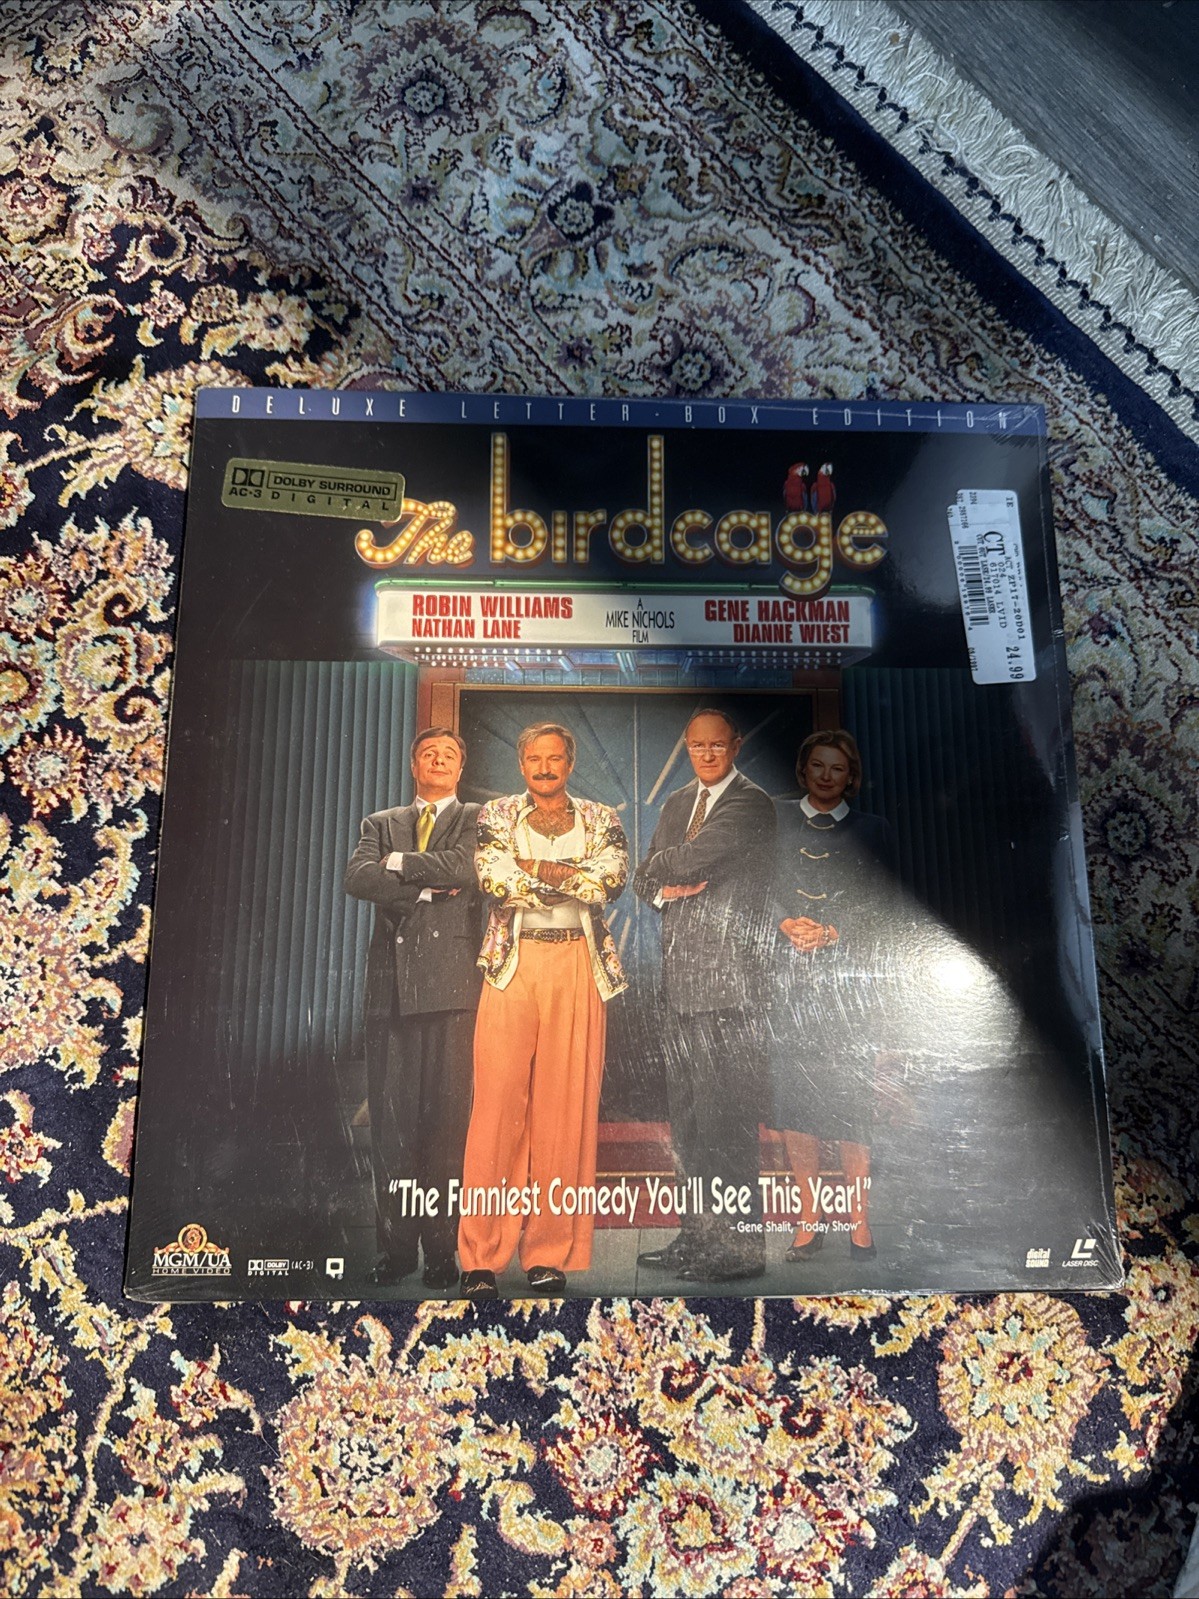 DELUXE LETTER-BOX EDITION
DOLBY SURROUND
AC-3 DIGITAL
The birdcage
ROBIN WILLIAMS
NATHAN LANE
A
MIKE NICHOLS
FILM
GENE HACKMAN
DIANNE WIEST
CT
24.99
"The Funniest Comedy You'll See This Year!"
–Gene Shalit, "Today Show"
MGM/UA
HOME VIDEO
DOLBY (AC-3)
DIGITAL
digital
SOUND
LASER DISC